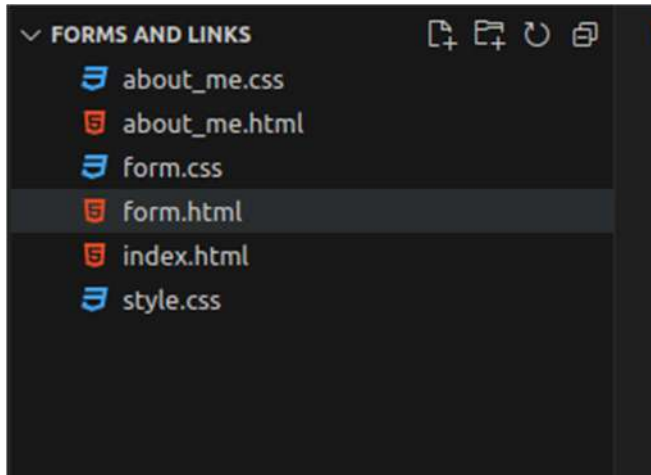 FORMS AND LINKS
about_me.css
about_me.html
form.css
form.html
index.html
style.css